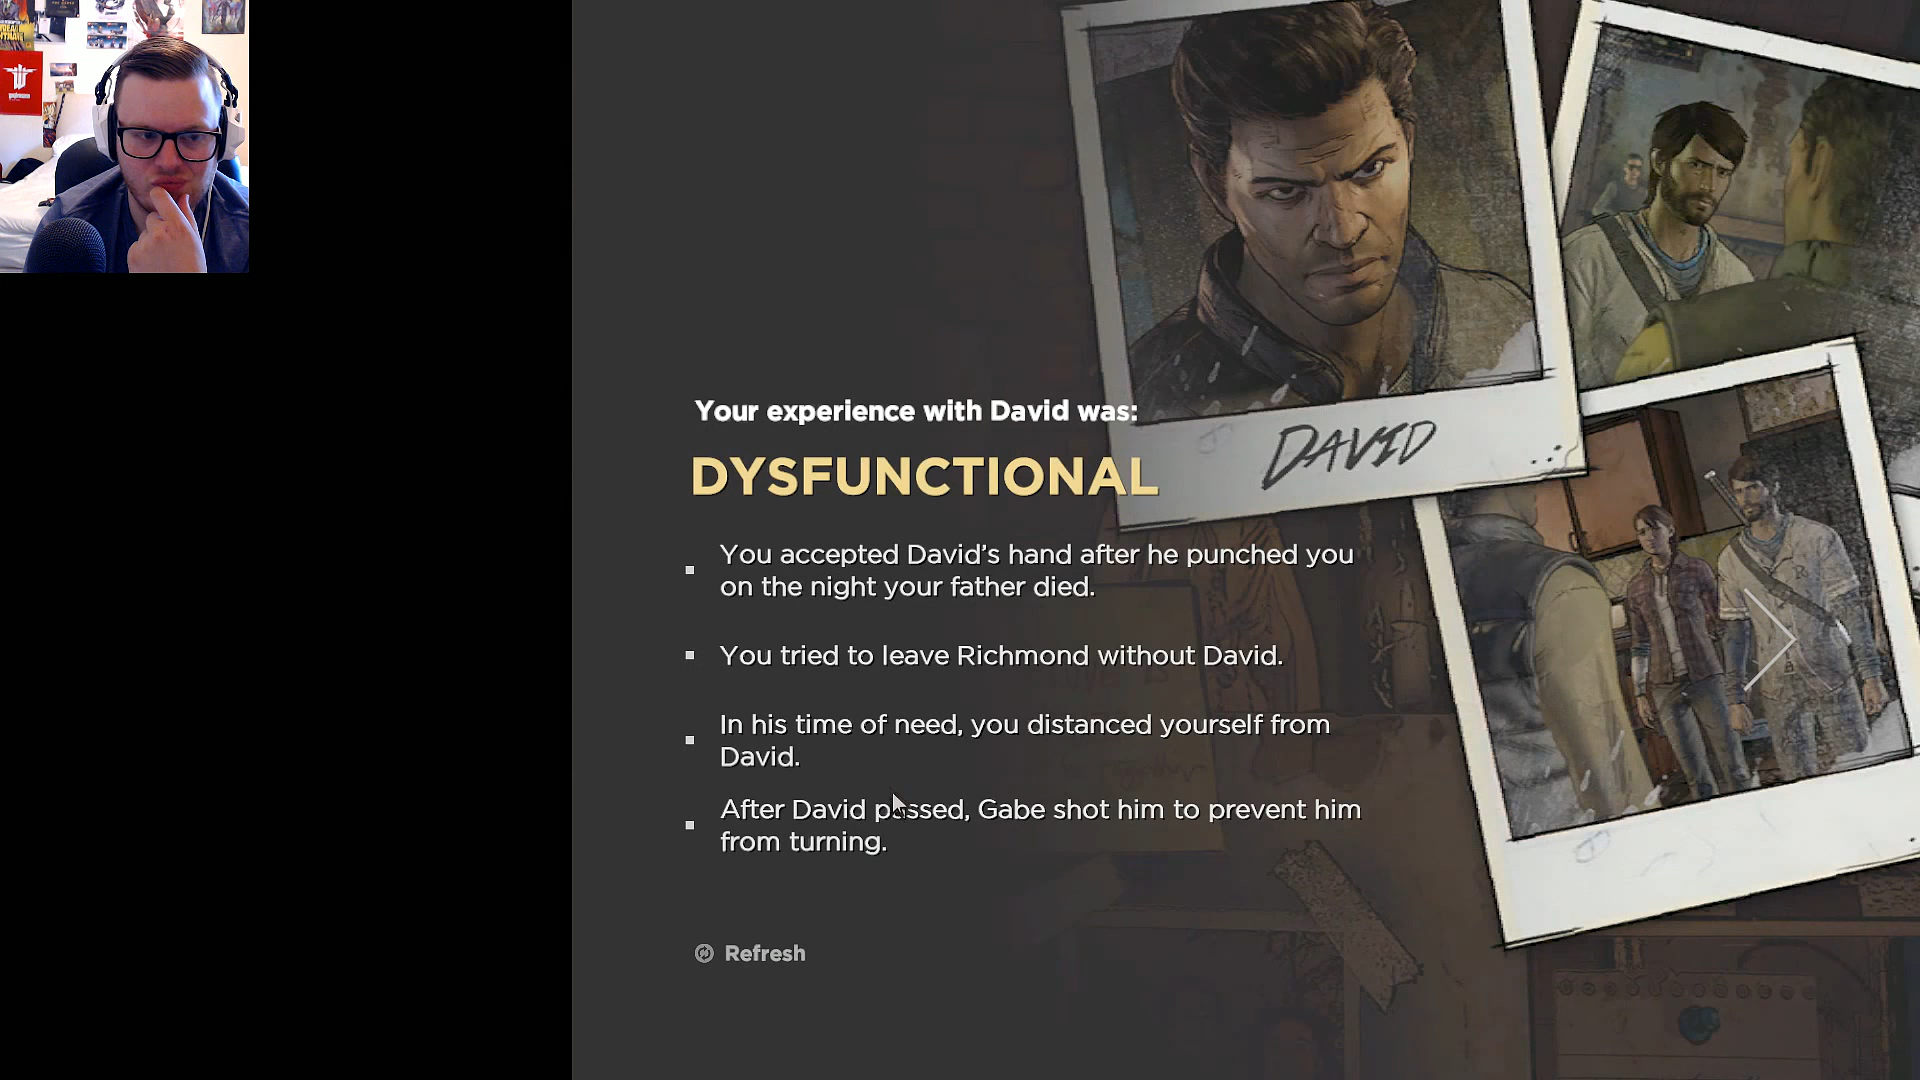 Your experience with David was:
DYSFUNCTIONAL
DAVID
You accepted David's hand after he punched you
on the night your father died.
You tried to leave Richmond without David.
In his time of need, you distanced yourself from
David.
After David passed, Gabe shot him to prevent him
from turning.
Refresh